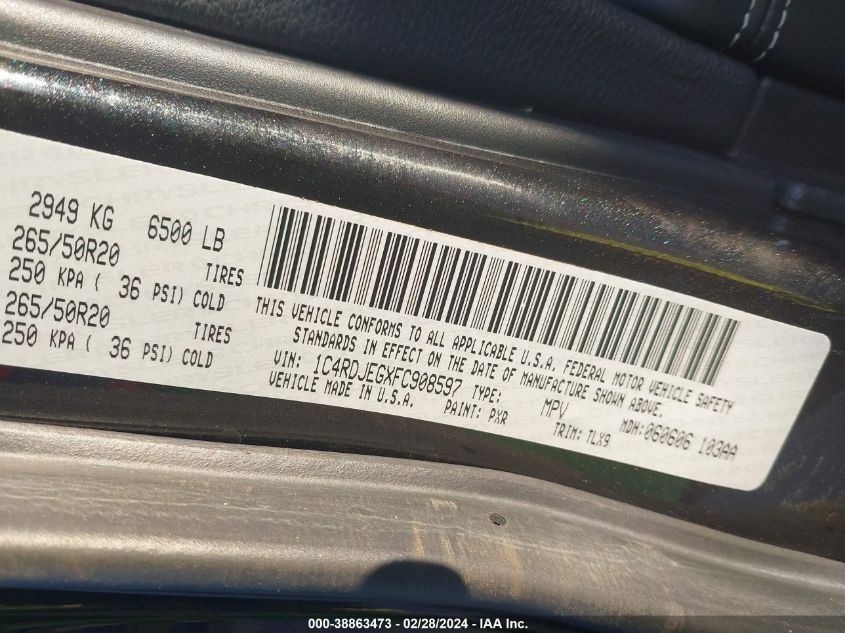 2949 KG 6500 LB
265/50R20 TIRES
250 KPA ( 36 PSI) COLD
265/50R20 TIRES
250 KPA ( 36 PSI) COLD
THIS VEHICLE CONFORMS TO ALL APPLICABLE U.S.A. FEDERAL MOTOR VEHICLE SAFETY
STANDARDS IN EFFECT ON THE DATE OF MANUFACTURE SHOWN ABOVE.
VIN: 1C4RDJEGXFC908597 TYPE: MPV MDH:060606 103AA
VEHICLE MADE IN U.S.A. PAINT: PXR TRIM: TLX9
000-38863473 - 02/28/2024 - IAA Inc.